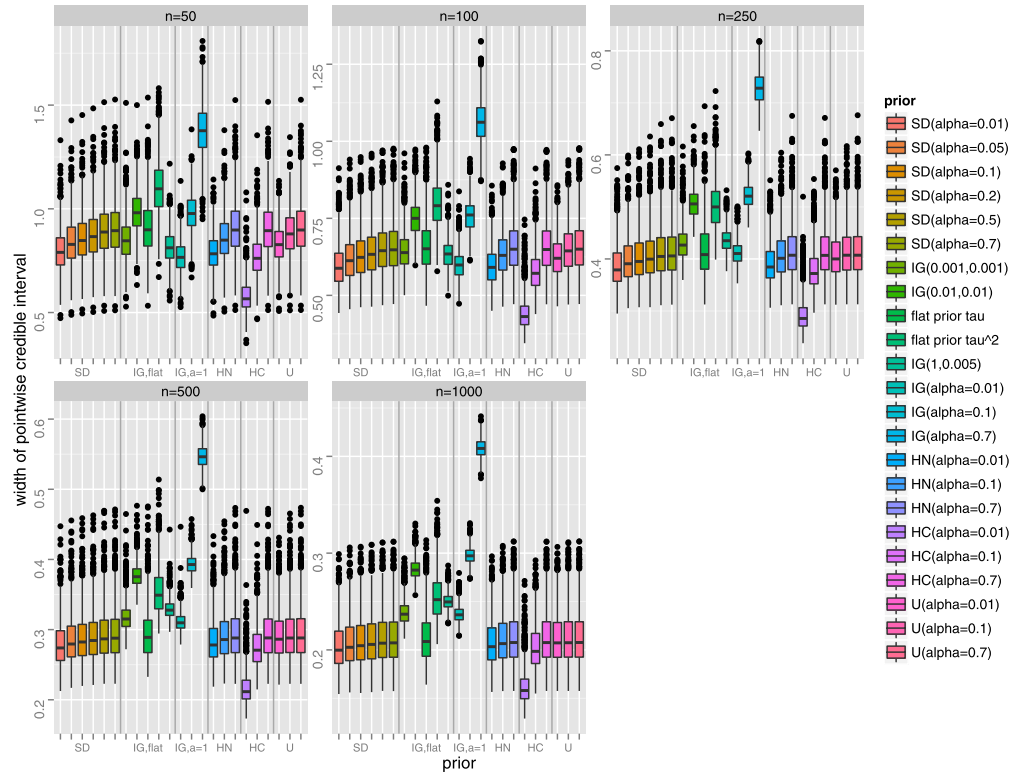 n=50
n=100
n=250
1.5
1.0
0.5
1.25
1.00
0.75
0.50
0.8
0.6
0.4
SD IG,flat IG,a=1 HN HC U
SD IG,flat IG,a=1 HN HC U
SD IG,flat IG,a=1 HN HC U
n=500
n=1000
0.6
0.5
0.4
0.3
0.2
0.4
0.3
0.2
SD IG,flat IG,a=1 HN HC U
SD IG,flat IG,a=1 HN HC U
width of pointwise credible interval
prior
prior
SD(alpha=0.01)
SD(alpha=0.05)
SD(alpha=0.1)
SD(alpha=0.2)
SD(alpha=0.5)
SD(alpha=0.7)
IG(0.001,0.001)
IG(0.01,0.01)
flat prior tau
flat prior tau^2
IG(1,0.005)
IG(alpha=0.01)
IG(alpha=0.1)
IG(alpha=0.7)
HN(alpha=0.01)
HN(alpha=0.1)
HN(alpha=0.7)
HC(alpha=0.01)
HC(alpha=0.1)
HC(alpha=0.7)
U(alpha=0.01)
U(alpha=0.1)
U(alpha=0.7)